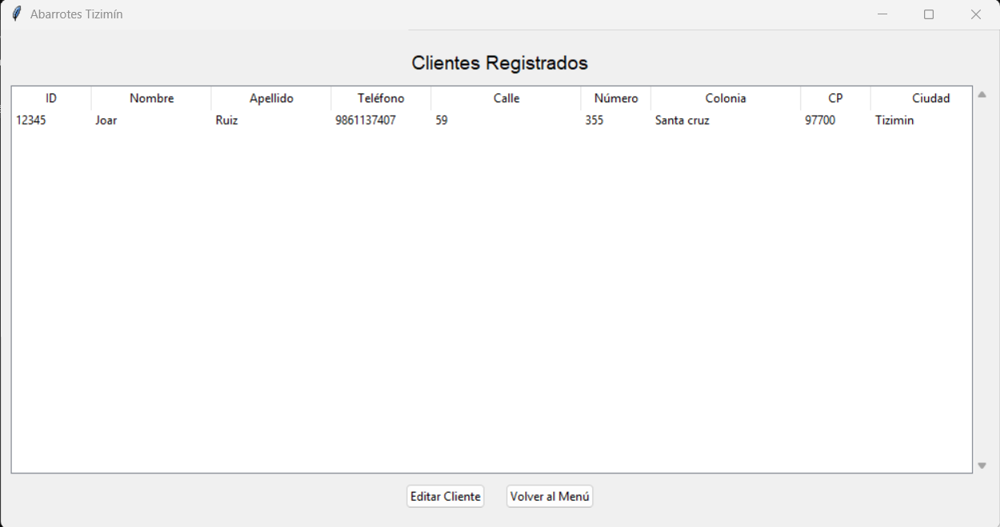 Abarrotes Tizimín
Clientes Registrados
ID Nombre Apellido Teléfono Calle Número Colonia CP Ciudad
12345 Joar Ruiz 9861137407 59 355 Santa cruz 97700 Tizimin
Editar Cliente Volver al Menú